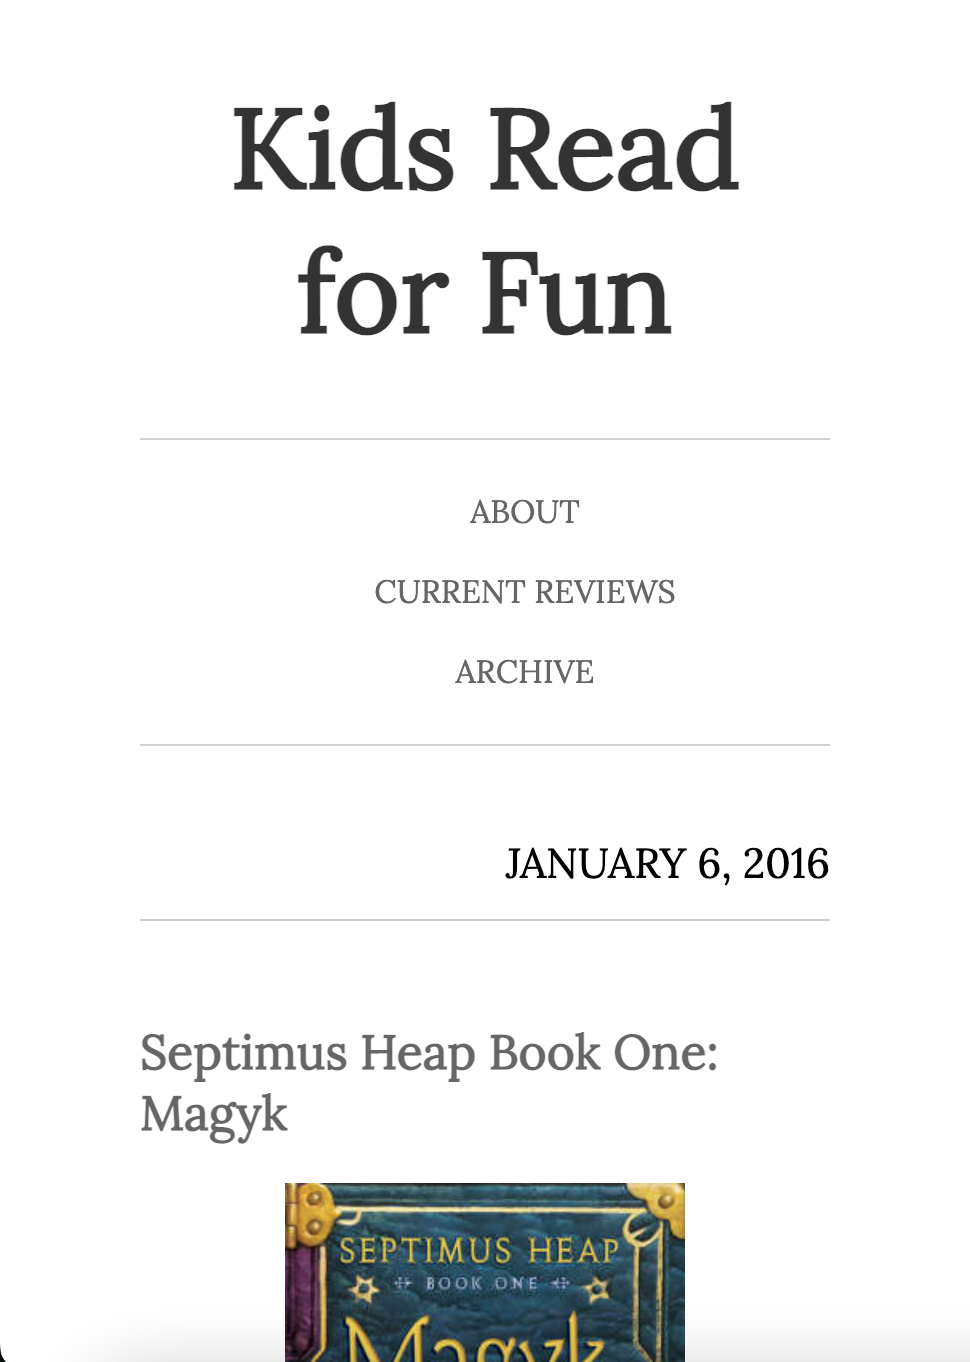 Kids Read
for Fun
ABOUT
CURRENT REVIEWS
ARCHIVE
JANUARY 6, 2016
Septimus Heap Book One:
Magyk
SEPTIMUS HEAP
BOOK ONE
Magyk